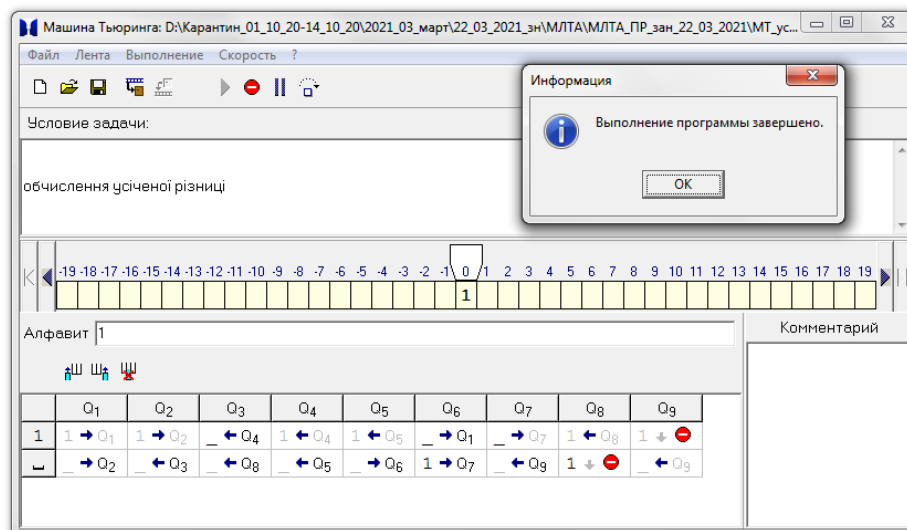 Машина Тьюринга: D:\Карантин_01_10_20-14_10_20\2021_03_март\22_03_2021_зн\МЛТА\МЛТА_ПР_зан_22_03_2021\МТ_ус...
Файл Лента Выполнение Скорость ?
Информация
Выполнение программы завершено.
OK
Условие задачи:
обчислення усіченої різниці
-19 -18 -17 -16 -15 -14 -13 -12 -11 -10 -9 -8 -7 -6 -5 -4 -3 -2 -1 0 1 2 3 4 5 6 7 8 9 10 11 12 13 14 15 16 17 18 19
1
Алфавит 1
Комментарий
Q1 Q2 Q3 Q4 Q5 Q6 Q7 Q8 Q9
1 1 → Q1 1 → Q2 _ ← Q4 1 ← Q4 1 ← Q5 _ → Q1 _ → Q7 1 ← Q8 1 ↓
_ → Q2 _ ← Q3 _ ← Q8 _ ← Q5 _ → Q6 1 → Q7 _ ← Q9 1 ↓ _ ← Q9